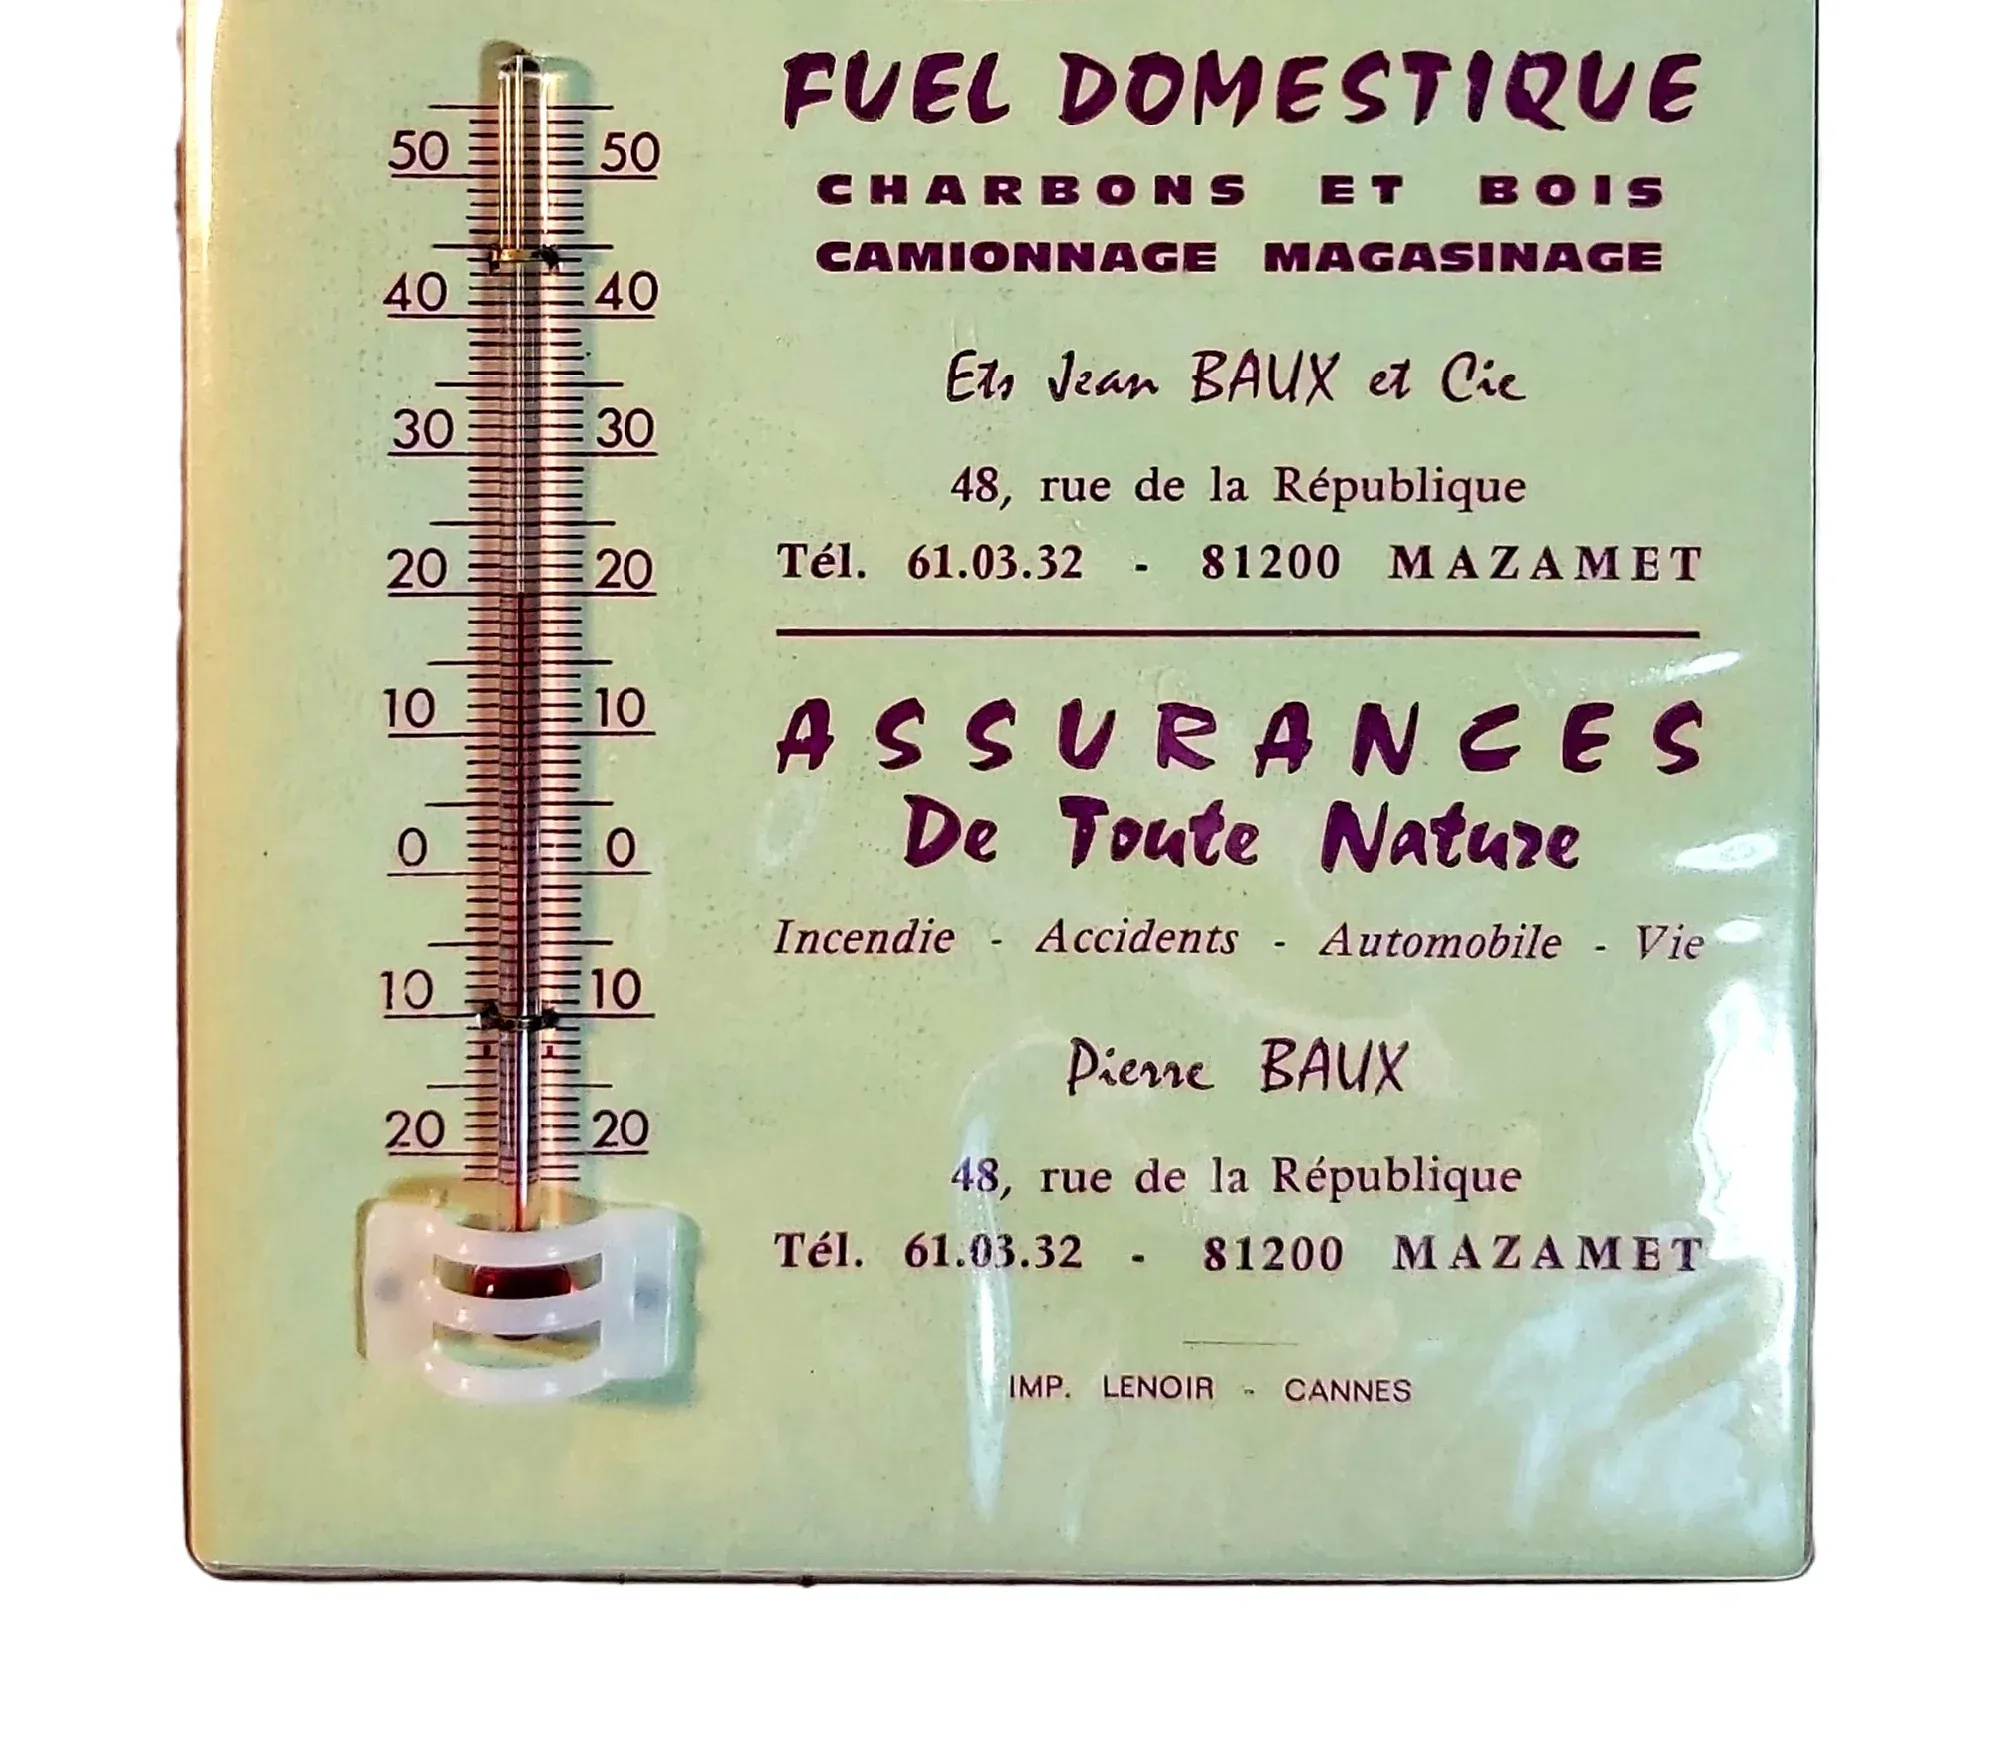 FUEL DOMESTIQUE
CHARBONS ET BOIS
CAMIONNAGE MAGASINAGE
Ets Jean BAUX et Cie
48, rue de la République
Tél. 61.03.32 - 81200 MAZAMET
ASSURANCES
De Toute Nature
Incendie - Accidents - Automobile - Vie
Pierre BAUX
48, rue de la République
Tél. 61.03.32 - 81200 MAZAMET
IMP. LENOIR - CANNES
50 50
40 40
30 30
20 20
10 10
0 0
10 10
20 20